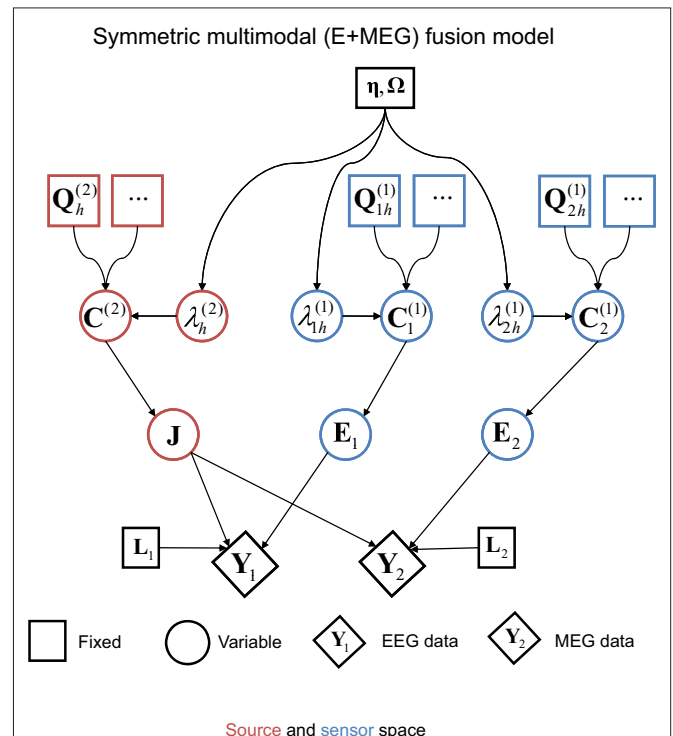 Symmetric multimodal (E+MEG) fusion model
η, Ω
Q_h^(2) ... Q_1h^(1) ... Q_2h^(1) ...
C^(2) λ_h^(2) λ_1h^(1) C_1^(1) λ_2h^(1) C_2^(1)
J E_1 E_2
L_1 Y_1 Y_2 L_2
Fixed Variable Y_1 EEG data Y_2 MEG data
Source and sensor space